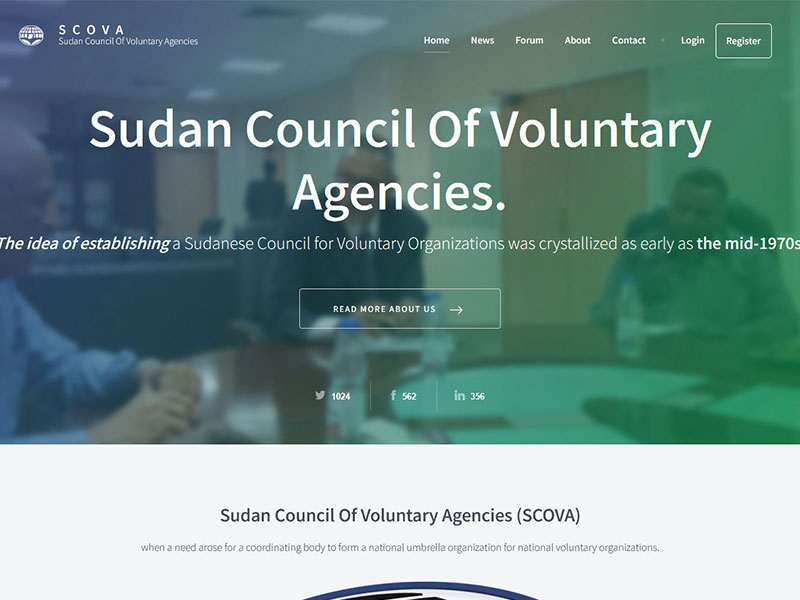 S C O V A
Sudan Council Of Voluntary Agencies
Home News Forum About Contact Login Register
Sudan Council Of Voluntary
Agencies.
The idea of establishing a Sudanese Council for Voluntary Organizations was crystallized as early as the mid-1970s
READ MORE ABOUT US
1024 562 356
Sudan Council Of Voluntary Agencies (SCOVA)
when a need arose for a coordinating body to form a national umbrella organization for national voluntary organizations.